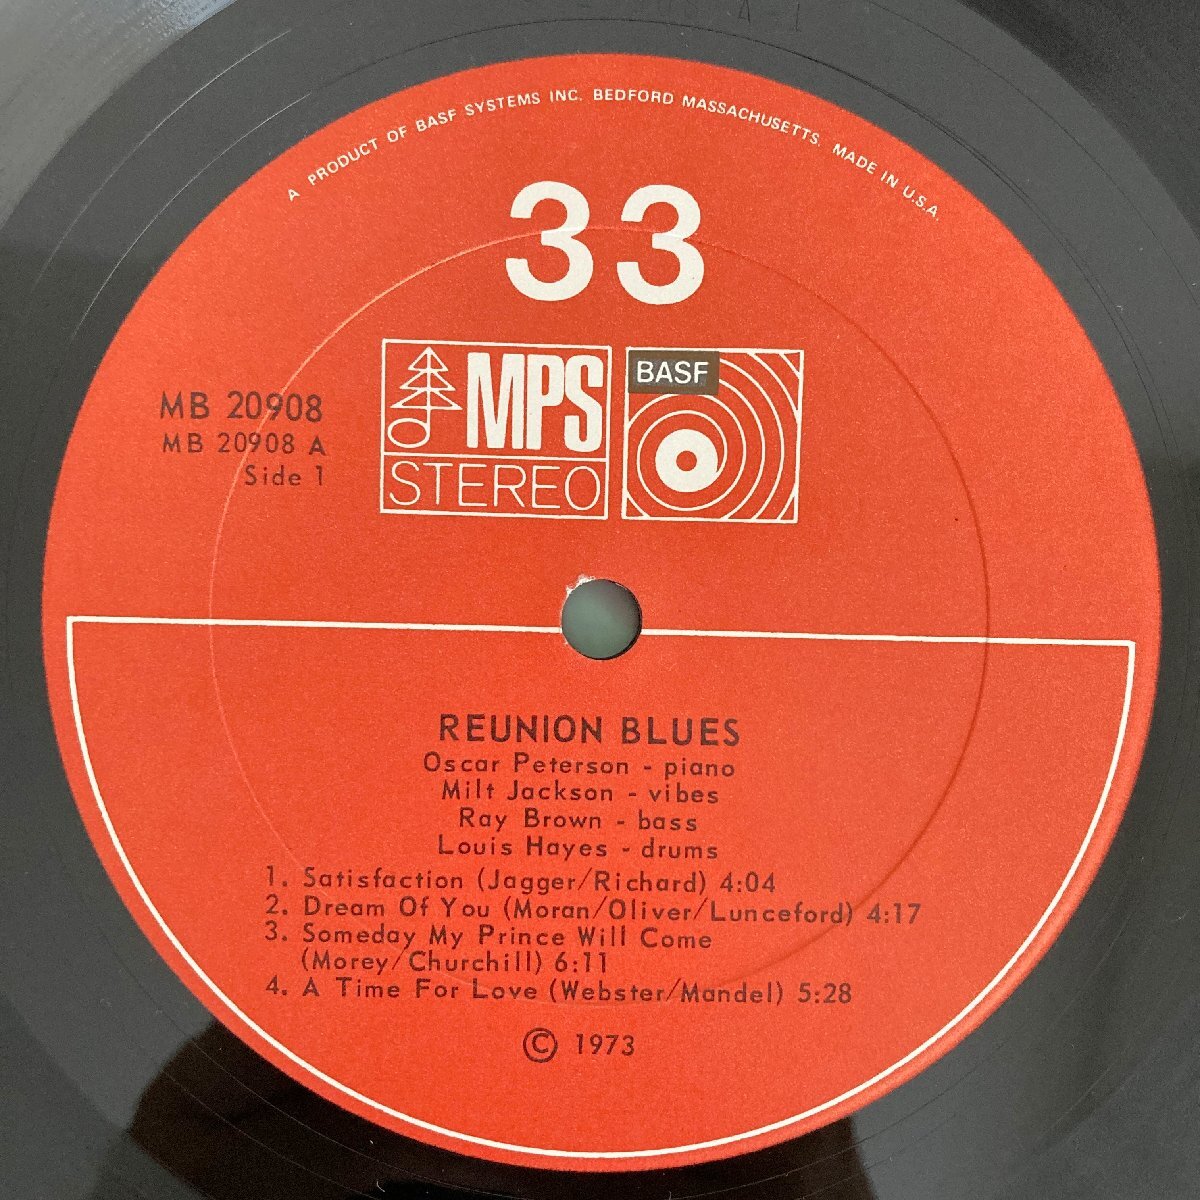 A PRODUCT OF BASF SYSTEMS INC. BEDFORD MASSACHUSETTS. MADE IN U.S.A.
33
MPS
STEREO
BASF
MB 20908
MB 20908 A
Side 1
REUNION BLUES
Oscar Peterson - piano
Milt Jackson - vibes
Ray Brown - bass
Louis Hayes - drums
1. Satisfaction (Jagger/Richard) 4:04
2. Dream Of You (Moran/Oliver/Lunceford) 4:17
3. Someday My Prince Will Come
(Morey/Churchill) 6:11
4. A Time For Love (Webster/Mandel) 5:28
© 1973